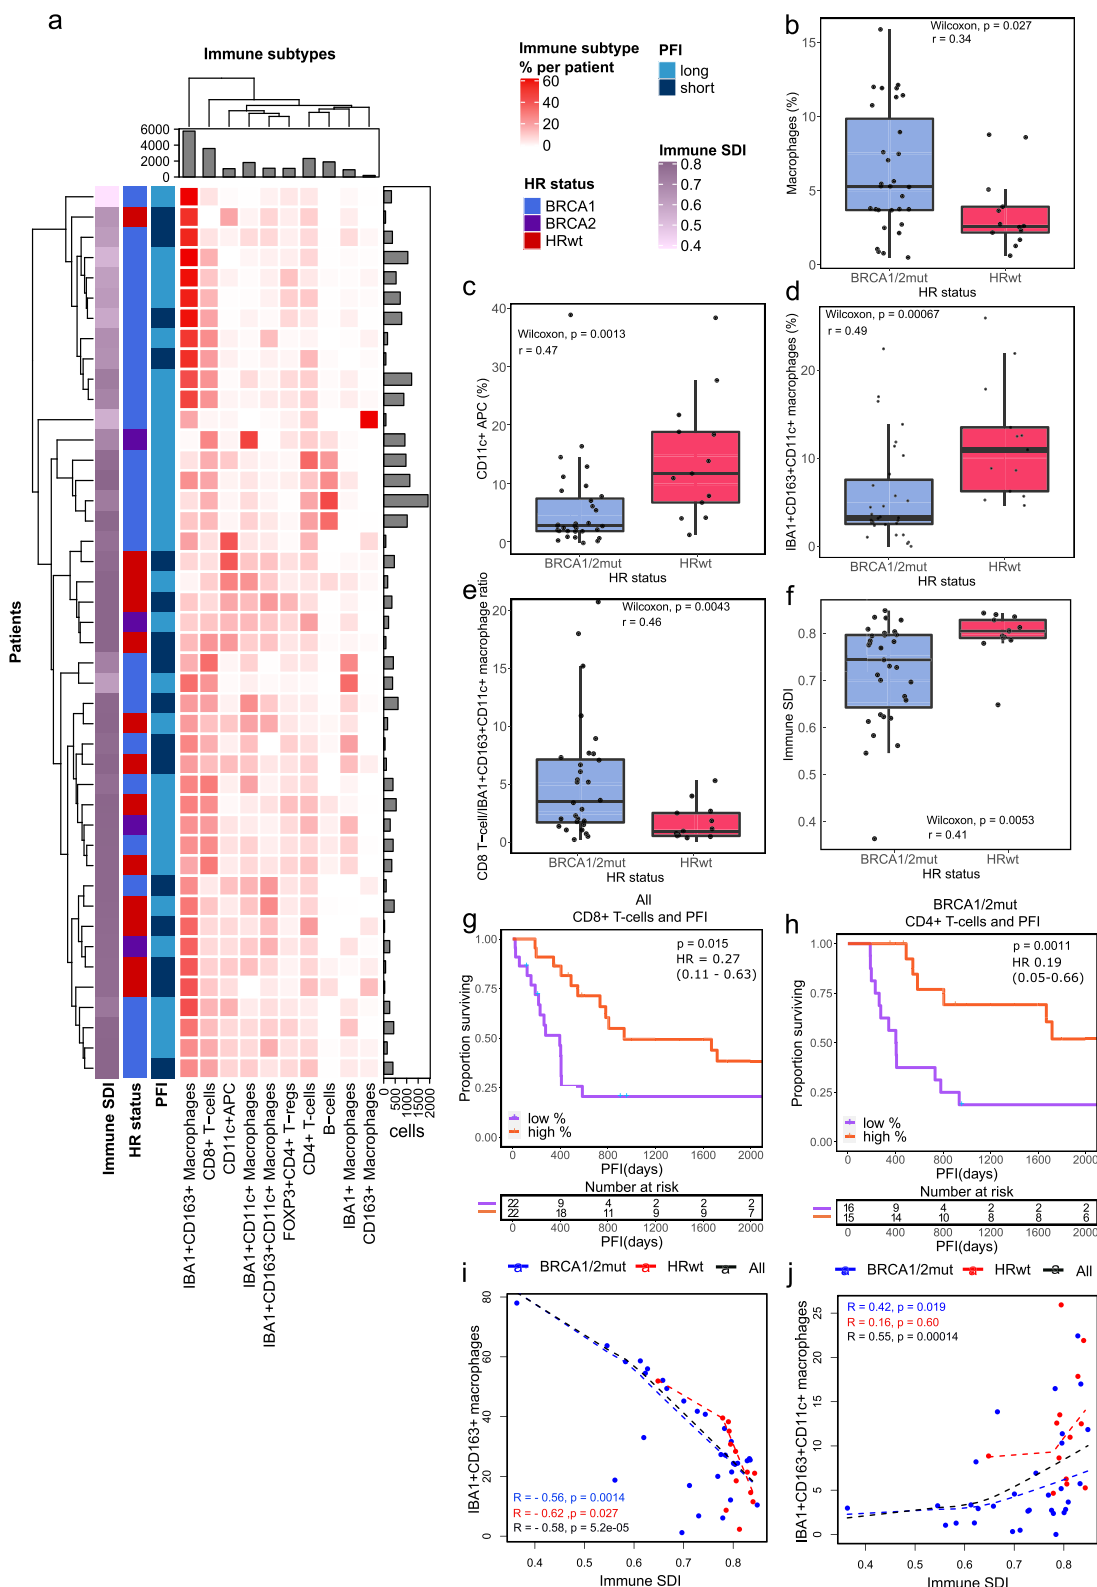 a
Immune subtypes
6000
4000
2000
0
Immune subtype
% per patient
60
40
20
0
PFI
long
short
HR status
BRCA1
BRCA2
HRwt
Immune SDI
0.8
0.7
0.6
0.5
0.4
Patients
Immune SDI
HR status
PFI
IBA1+CD163+ Macrophages
CD8+ T−cells
CD11c+APC
IBA1+CD11c+ Macrophages
IBA1+CD163+CD11c+ Macrophages
FOXP3+CD4+ T−regs
CD4+ T−cells
B−cells
IBA1+ Macrophages
CD163+ Macrophages
0
500
1000
2000
cells
b
Wilcoxon, p = 0.027
r = 0.34
Macrophages (%)
15
10
5
0
BRCA1/2mut
HRwt
HR status
c
Wilcoxon, p = 0.0013
r = 0.47
CD11c+ APC (%)
40
30
20
10
0
BRCA1/2mut
HRwt
HR status
d
Wilcoxon, p = 0.00067
r = 0.49
IBA1+CD163+CD11c+ macrophages (%)
20
10
0
BRCA1/2mut
HRwt
HR status
e
Wilcoxon, p = 0.0043
r = 0.46
CD8 T−cell/IBA1+CD163+CD11c+ macrophage ratio
20
15
10
5
0
BRCA1/2mut
HRwt
HR status
f
Immune SDI
0.8
0.7
0.6
0.5
0.4
Wilcoxon, p = 0.0053
r = 0.41
BRCA1/2mut
HRwt
HR status
g
All
CD8+ T-cells and PFI
p = 0.015
HR = 0.27
(0.11 - 0.63)
Proportion surviving
1.00
0.75
0.50
0.25
0.00
low %
high %
0 400 800 1200 1600 2000
PFI(days)
Number at risk
22 9 4 2 2 2
22 18 11 9 9 7
0 400 800 1200 1600 2000
PFI(days)
h
BRCA1/2mut
CD4+ T-cells and PFI
p = 0.0011
HR 0.19
(0.05-0.66)
Proportion surviving
1.00
0.75
0.50
0.25
0.00
low %
high %
0 400 800 1200 1600 2000
PFI(days)
Number at risk
16 9 4 2 2 2
15 14 10 8 8 6
0 400 800 1200 1600 2000
PFI(days)
i
a BRCA1/2mut a HRwt a All
IBA1+CD163+ macrophages
80
60
40
20
0
R = - 0.56, p = 0.0014
R = - 0.62 ,p = 0.027
R = - 0.58, p = 5.2e-05
0.4 0.5 0.6 0.7 0.8
Immune SDI
j
a BRCA1/2mut a HRwt a All
R = 0.42, p = 0.019
R = 0.16, p = 0.60
R = 0.55, p = 0.00014
IBA1+CD163+CD11c+ macrophages
25
20
15
10
5
0
0.4 0.5 0.6 0.7 0.8
Immune SDI